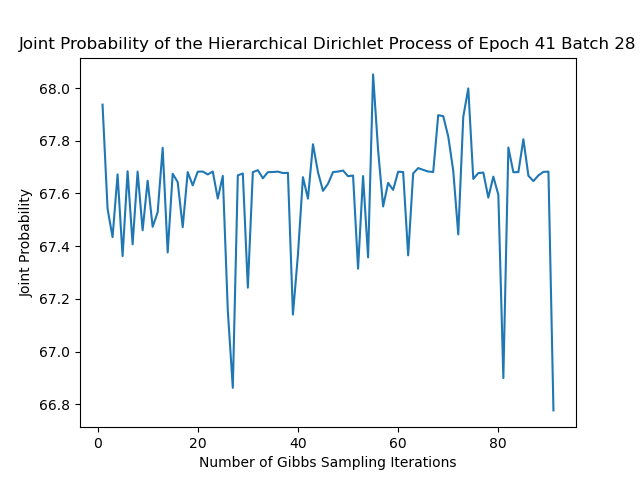 Joint Probability of the Hierarchical Dirichlet Process of Epoch 41 Batch 28
68.0
67.8
67.6
67.4
67.2
67.0
66.8
Joint Probability
0 20 40 60 80
Number of Gibbs Sampling Iterations